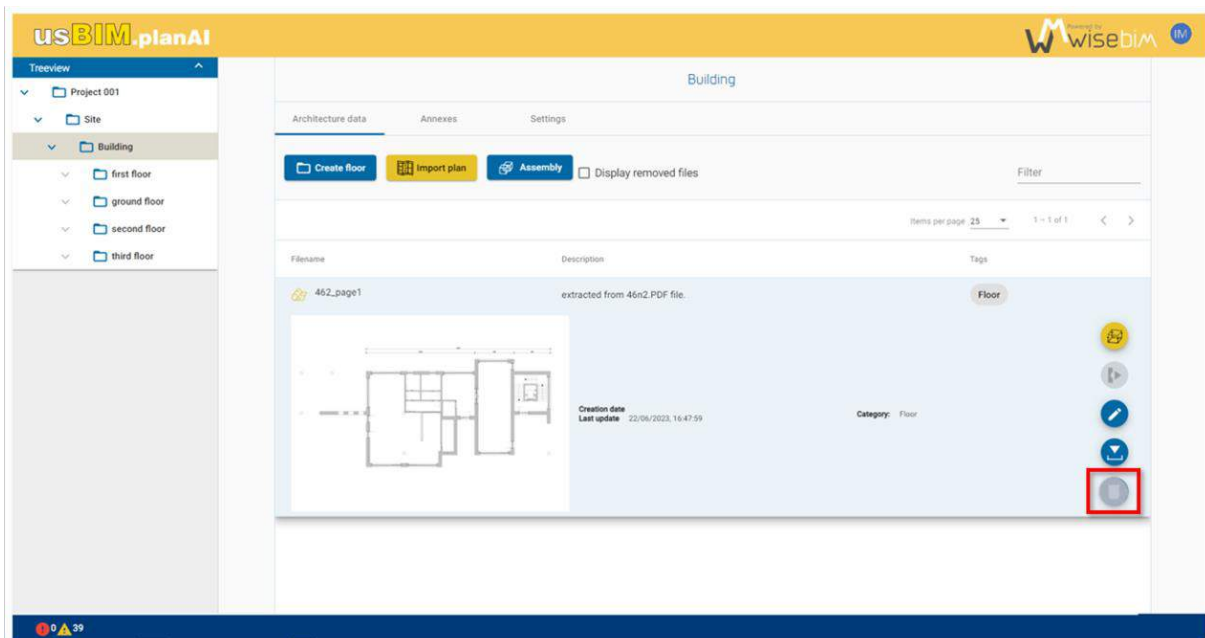 usBIM.planAI
Powered by
wisebim
IM
Treeview
Project 001
Site
Building
first floor
ground floor
second floor
third floor
Building
Architecture data Annexes Settings
Create floor Import plan Assembly Display removed files Filter
Items per page 25 1 – 1 of 1
Filename Description Tags
462_page1 extracted from 46n2.PDF file. Floor
Creation date
Last update 22/06/2023, 16:47:59 Category: Floor
0 39